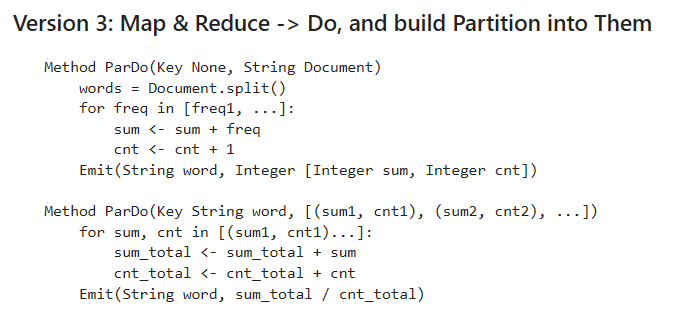 Version 3: Map & Reduce -> Do, and build Partition into Them
Method ParDo(Key None, String Document)
words = Document.split()
for freq in [freq1, ...]:
sum <- sum + freq
cnt <- cnt + 1
Emit(String word, Integer [Integer sum, Integer cnt])
Method ParDo(Key String word, [(sum1, cnt1), (sum2, cnt2), ...])
for sum, cnt in [(sum1, cnt1)...]:
sum_total <- sum_total + sum
cnt_total <- cnt_total + cnt
Emit(String word, sum_total / cnt_total)